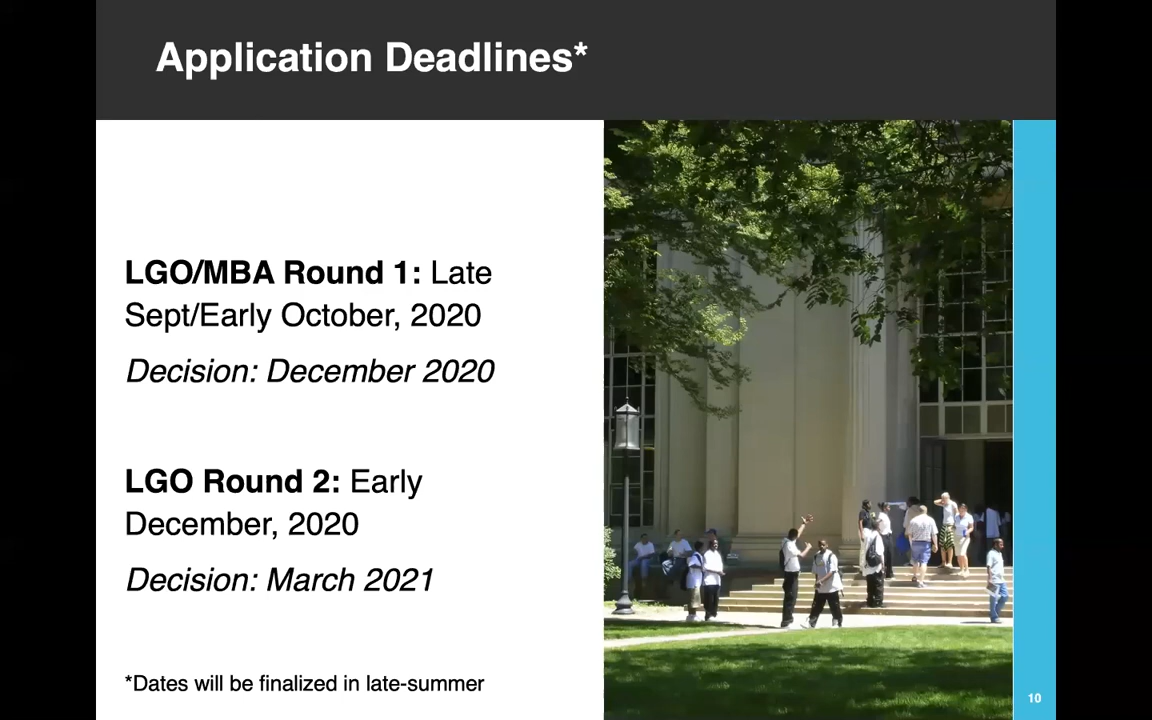 Application Deadlines*
LGO/MBA Round 1: Late
Sept/Early October, 2020
Decision: December 2020
LGO Round 2: Early
December, 2020
Decision: March 2021
*Dates will be finalized in late-summer
10